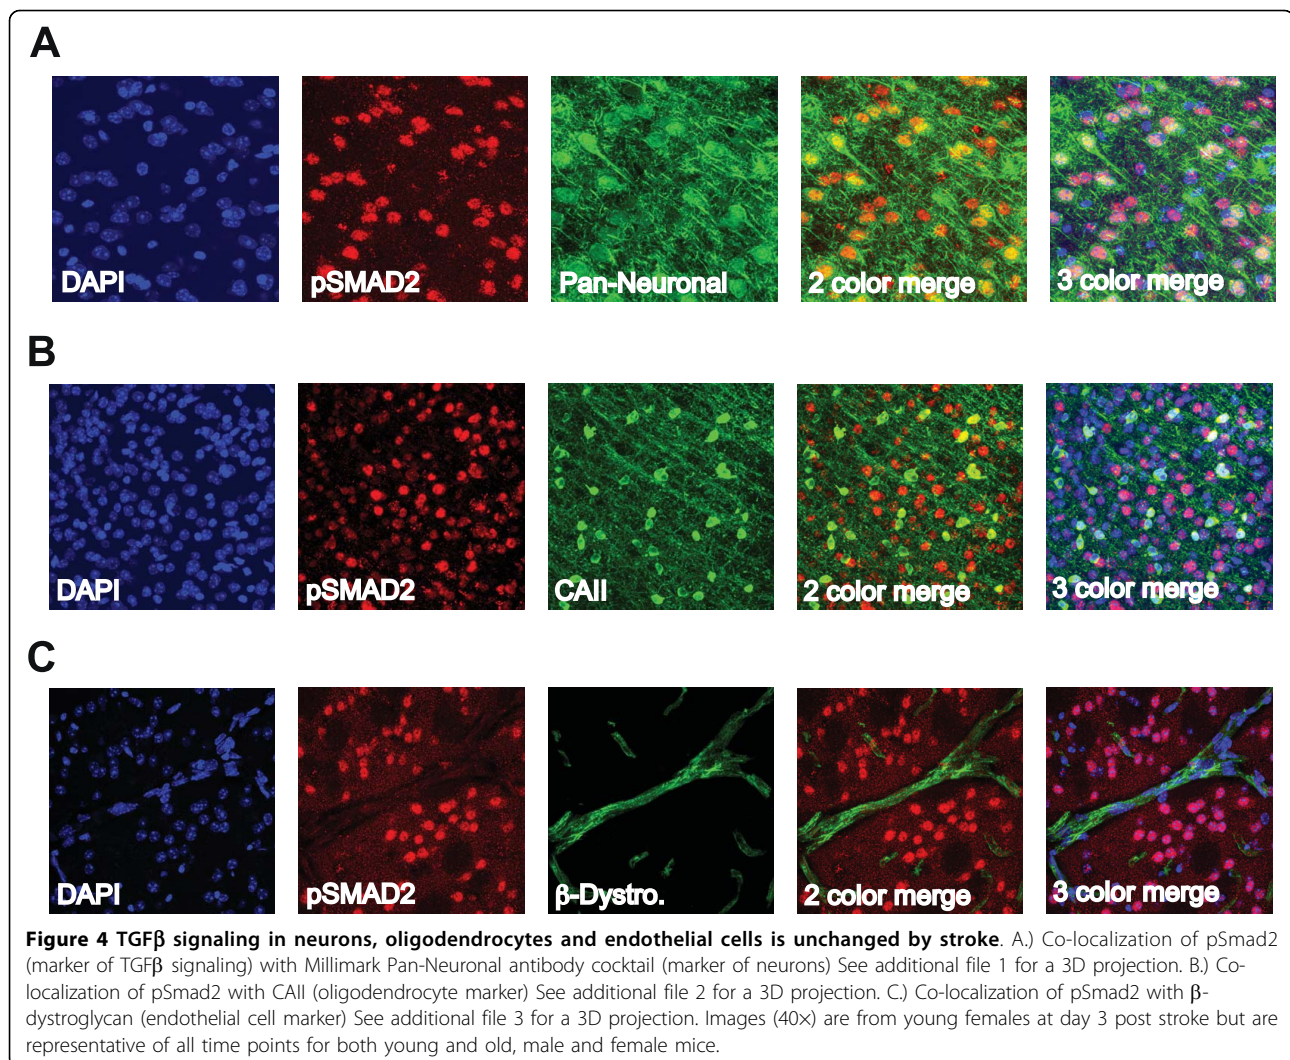 A
DAPI pSMAD2 Pan-Neuronal 2 color merge 3 color merge
B
DAPI pSMAD2 CAII 2 color merge 3 color merge
C
DAPI pSMAD2 β-Dystro. 2 color merge 3 color merge
Figure 4 TGFβ signaling in neurons, oligodendrocytes and endothelial cells is unchanged by stroke. A.) Co-localization of pSmad2
(marker of TGFβ signaling) with Millimark Pan-Neuronal antibody cocktail (marker of neurons) See additional file 1 for a 3D projection. B.) Co-
localization of pSmad2 with CAII (oligodendrocyte marker) See additional file 2 for a 3D projection. C.) Co-localization of pSmad2 with β-
dystroglycan (endothelial cell marker) See additional file 3 for a 3D projection. Images (40×) are from young females at day 3 post stroke but are
representative of all time points for both young and old, male and female mice.